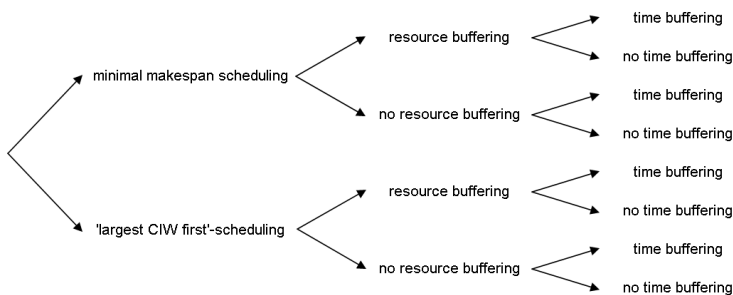 time buffering
resource buffering
no time buffering
minimal makespan scheduling
time buffering
no resource buffering
no time buffering
time buffering
resource buffering
no time buffering
'largest CIW first'-scheduling
time buffering
no resource buffering
no time buffering